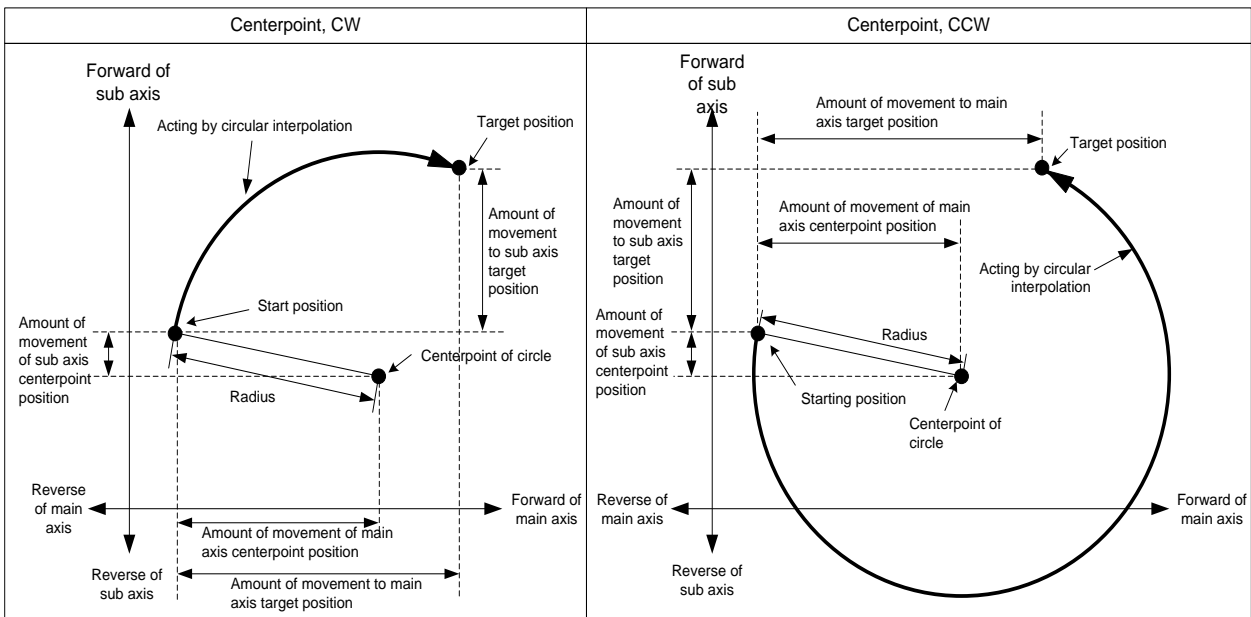 Centerpoint, CW
Forward of
sub axis
Acting by circular interpolation
Target position
Amount of
movement
to sub axis
target
position
Start position
Amount of
movement
of sub axis
centerpoint
position
Centerpoint of circle
Radius
Reverse
of main
axis
Forward of
main axis
Amount of movement of main
axis centerpoint position
Reverse of
sub axis
Amount of movement to main
axis target position
Centerpoint, CCW
Forward
of sub
axis
Amount of movement to main
axis target position
Target position
Amount of
movement
to sub axis
target
position
Amount of movement of main
axis centerpoint position
Acting by circular
interpolation
Amount of
movement
of sub axis
centerpoint
position
Radius
Starting position
Centerpoint of
circle
Reverse of
main axis
Forward of
main axis
Reverse of
sub axis